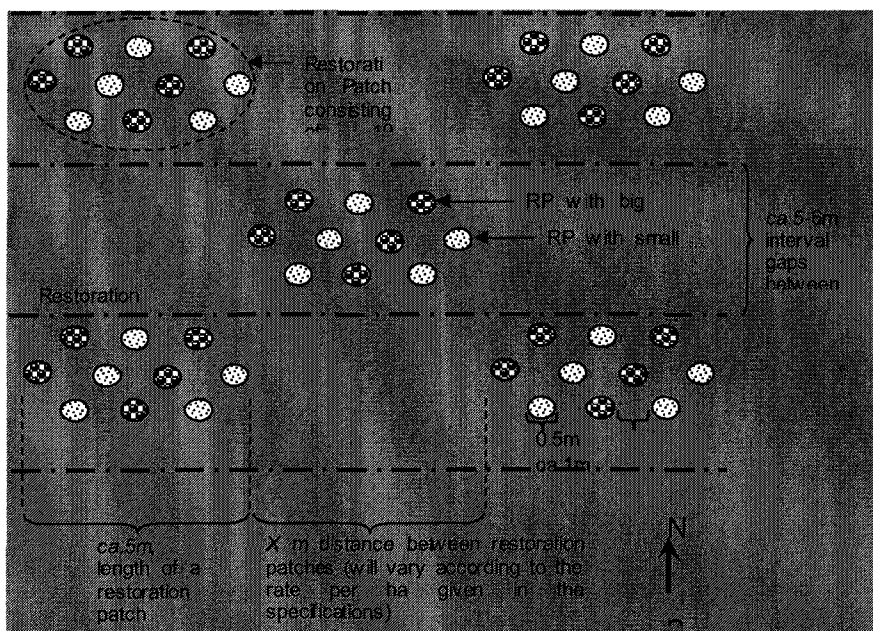 Restorati
on Patch
consisting
RP with big
RP with small
ca.5-6m
interval
gaps
between
Restoration
0.5m
ca 1m
ca.5m
length of a
restoration
patch
X m distance between restoration
patches (will vary according to the
rate per ha given in the
specifications)
N